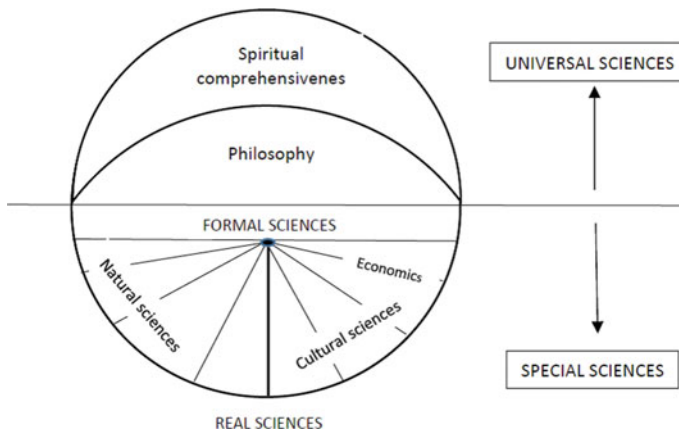 Spiritual
comprehensivenes
UNIVERSAL SCIENCES
Philosophy
FORMAL SCIENCES
Economics
Natural sciences
Cultural sciences
SPECIAL SCIENCES
REAL SCIENCES